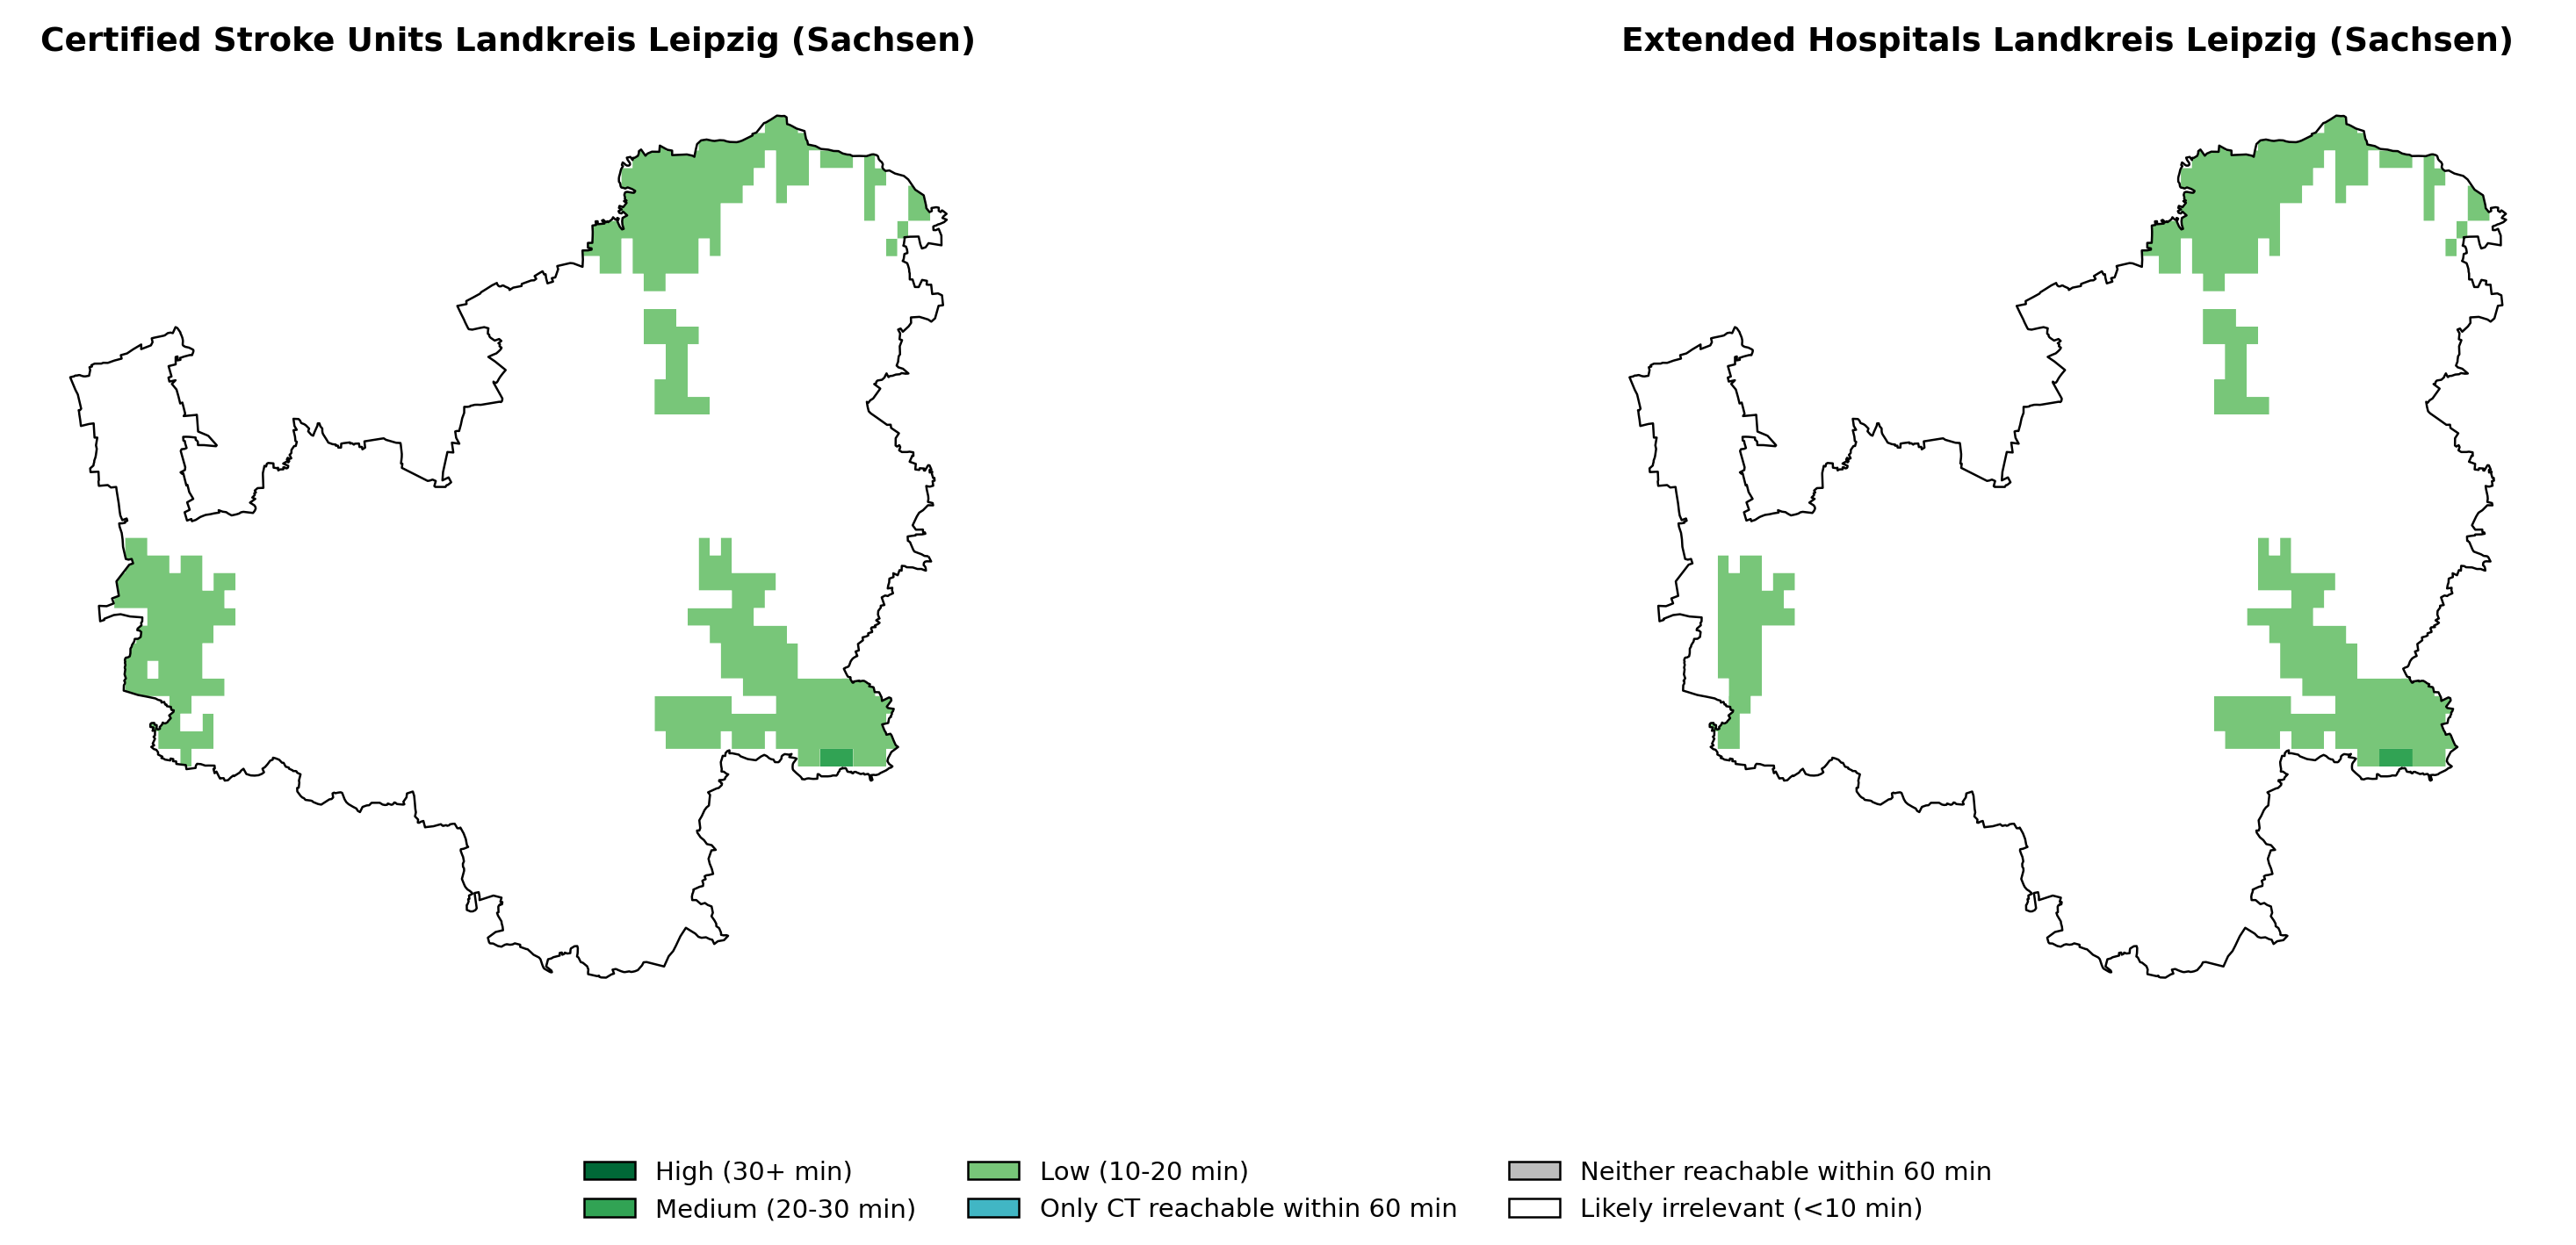 Certified Stroke Units Landkreis Leipzig (Sachsen)
Extended Hospitals Landkreis Leipzig (Sachsen)
High (30+ min)
Medium (20-30 min)
Low (10-20 min)
Only CT reachable within 60 min
Neither reachable within 60 min
Likely irrelevant (<10 min)